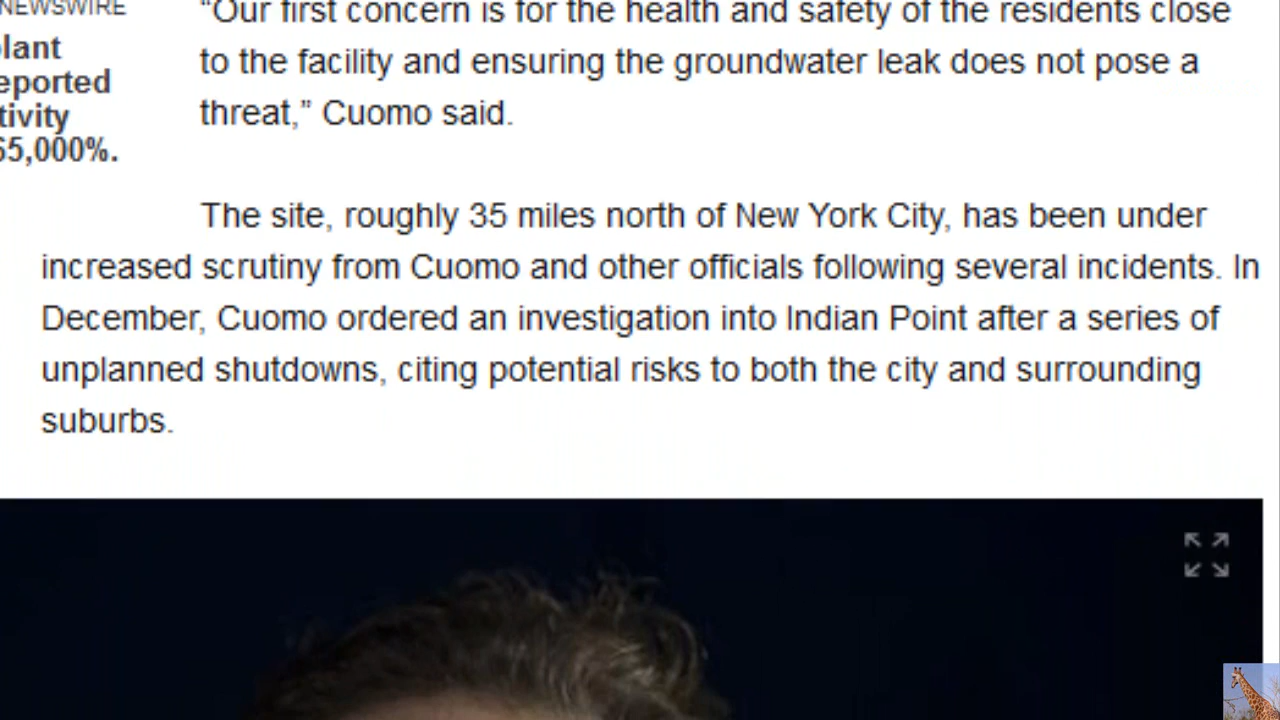 NEWSWIRE
plant
reported
tivity
65,000%.
“Our first concern is for the health and safety of the residents close
to the facility and ensuring the groundwater leak does not pose a
threat,” Cuomo said.
The site, roughly 35 miles north of New York City, has been under
increased scrutiny from Cuomo and other officials following several incidents. In
December, Cuomo ordered an investigation into Indian Point after a series of
unplanned shutdowns, citing potential risks to both the city and surrounding
suburbs.